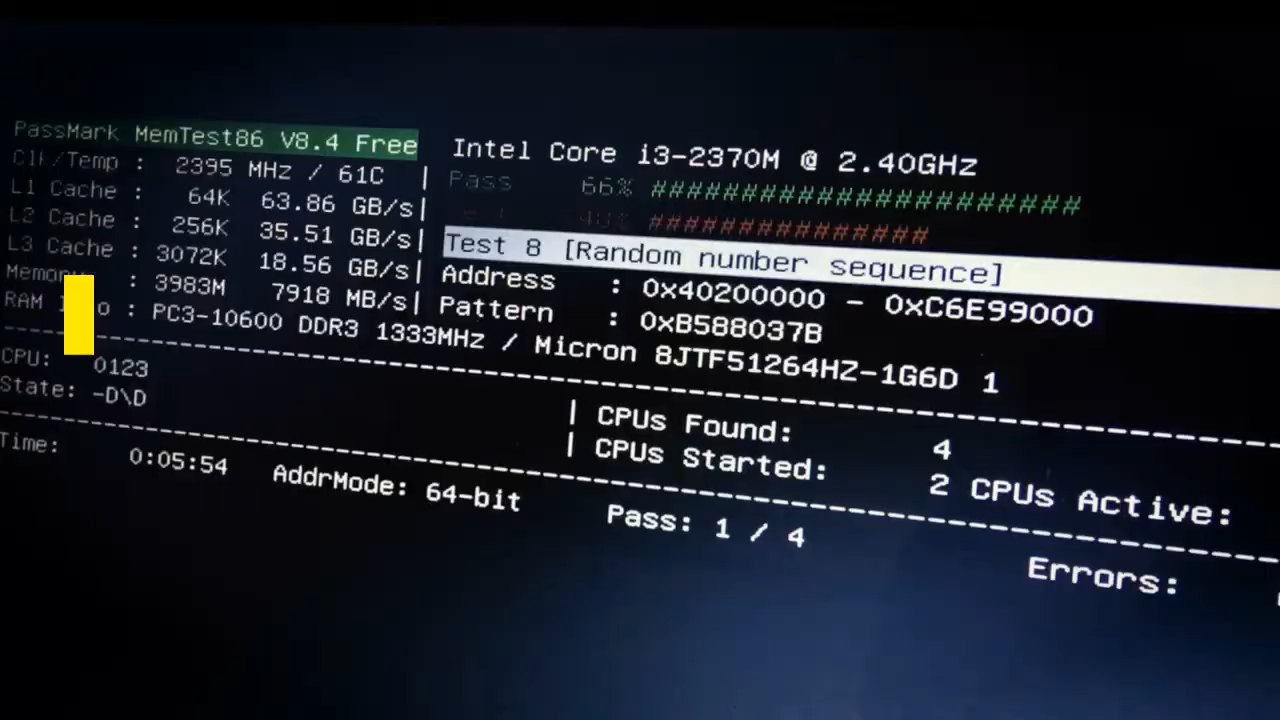 PassMark MemTest86 V8.4 Free
Intel Core i3-2370M @ 2.40GHz
Clk/Temp : 2395 MHz / 61C |
Pass 66% ####################
L1 Cache : 64K 63.86 GB/s|
############
L2 Cache : 256K 35.51 GB/s|
Test 8 [Random number sequence]
L3 Cache : 3072K 18.56 GB/s|
Address : 0x40200000 - 0xC6E99000
: 3983M 7918 MB/s|
Pattern : 0xB588037B
RAM : PC3-10600 DDR3 1333MHz / Micron 8JTF51264HZ-1G6D 1
CPU: 0123
| CPUs Found: 4
State: -D\D
| CPUs Started: 2 CPUs Active:
Time: 0:05:54 AddrMode: 64-bit Pass: 1 / 4 Errors: